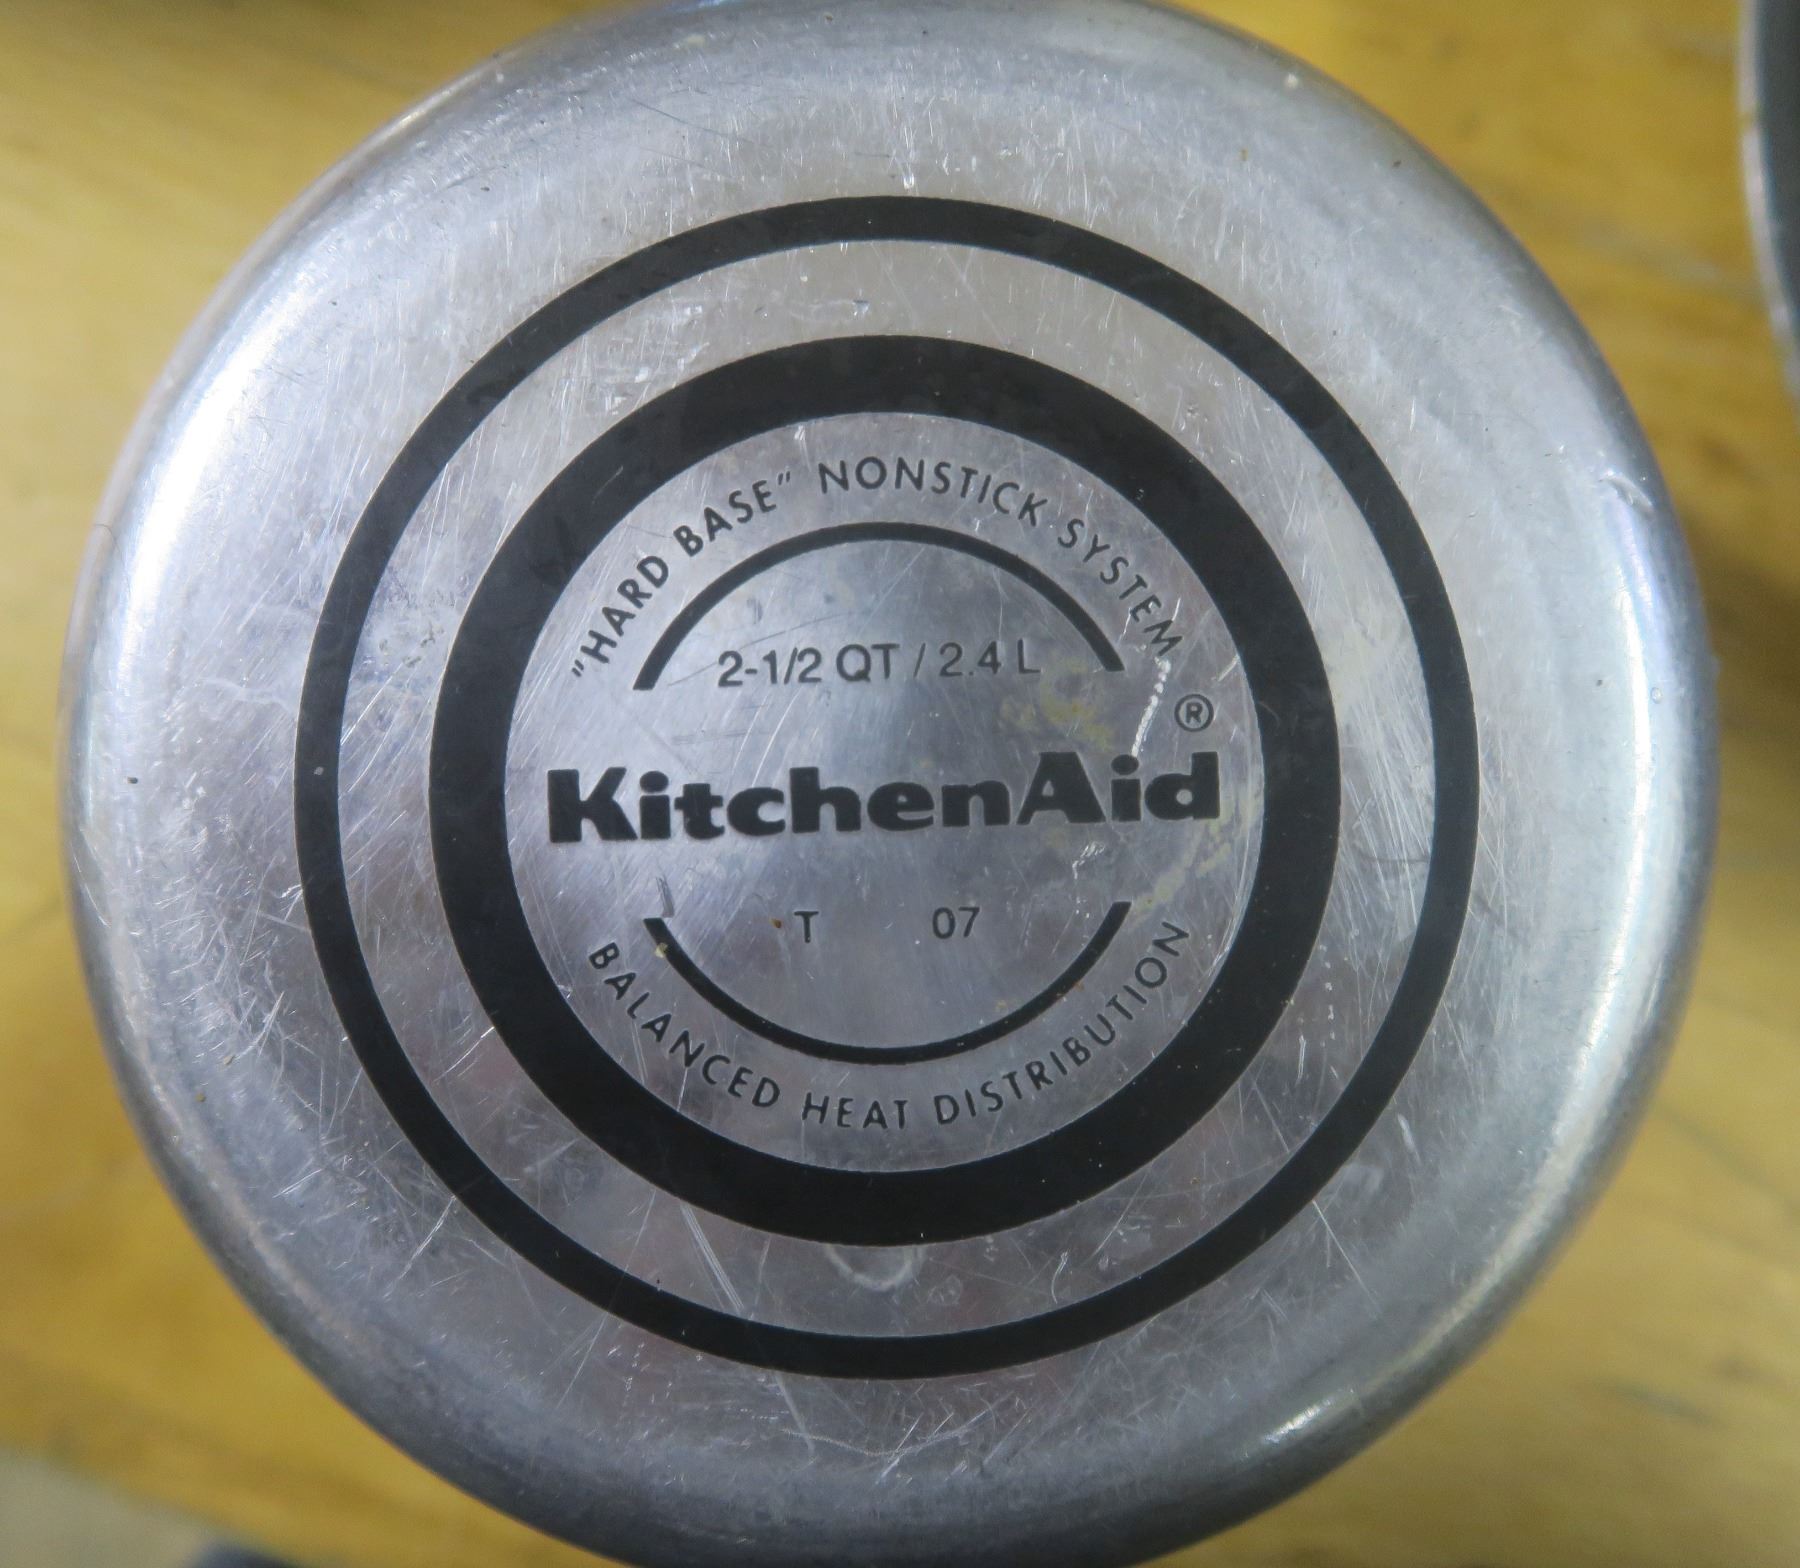 "HARD BASE" NONSTICK SYSTEM
2-1/2 QT / 2.4 L
KitchenAid®
T 07
BALANCED HEAT DISTRIBUTION